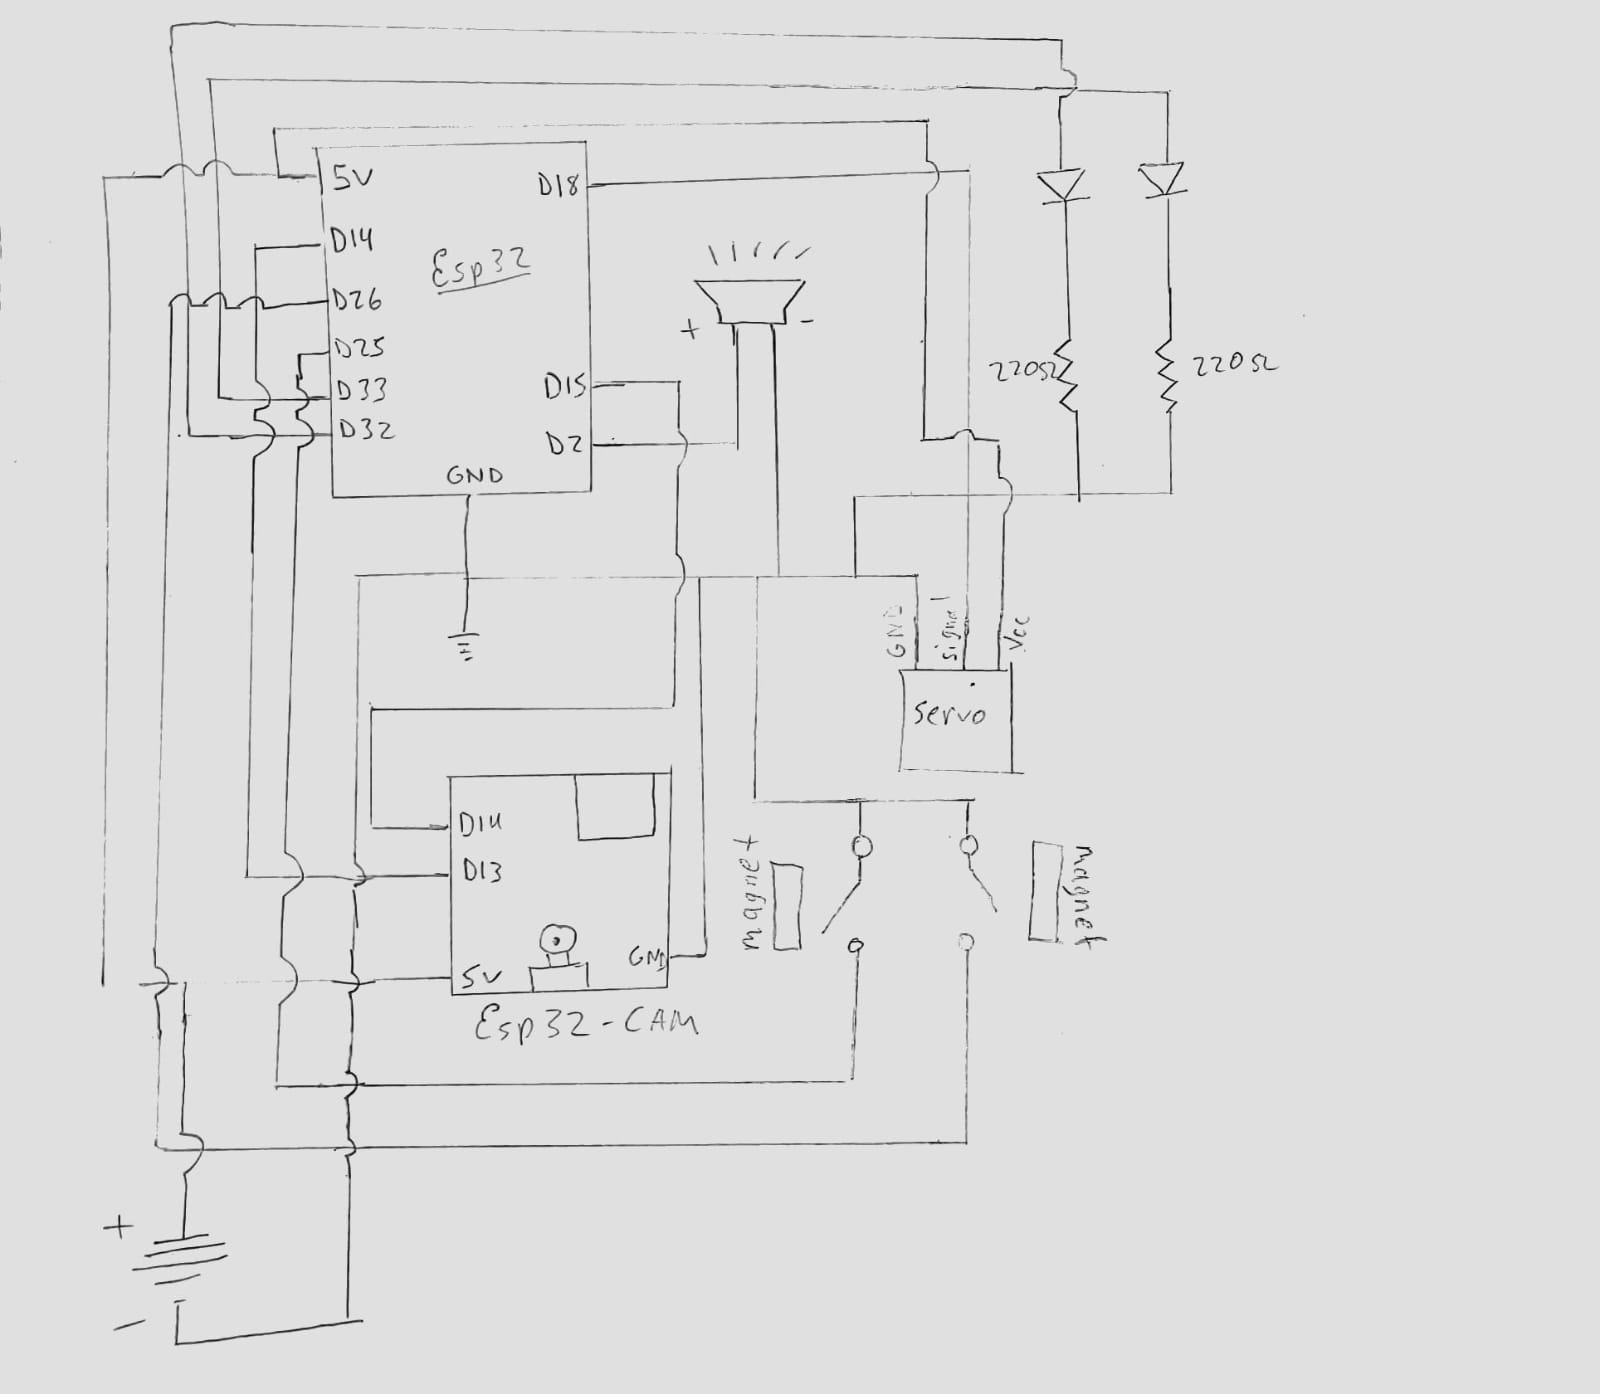 5V
D18
D14
Esp32
D26
D25
D33
D32
D15
D2
GND
+
-
220Ω
220Ω
GND
signal
Vcc
Servo
D14
D13
GND
5V
Esp32-CAM
magnet
magnet
+
-